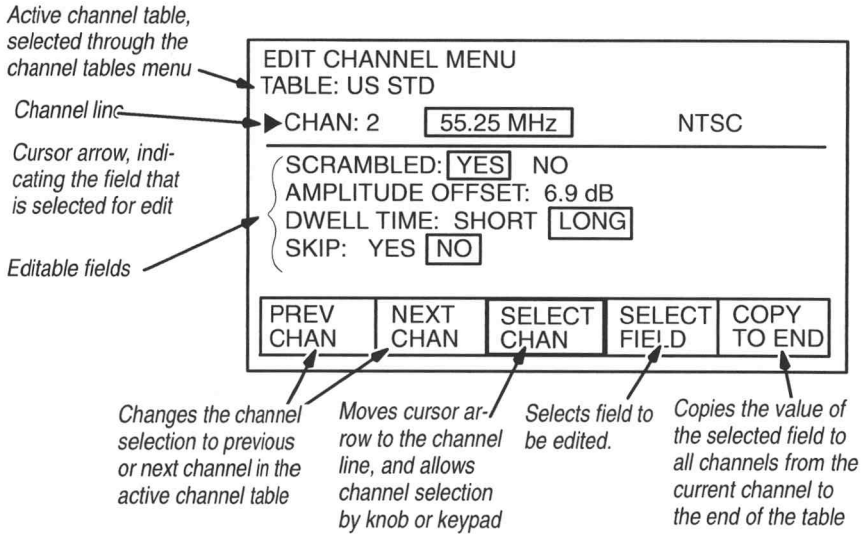 Active channel table,
selected through the
channel tables menu
Channel line
Cursor arrow, indi-
cating the field that
is selected for edit
Editable fields
EDIT CHANNEL MENU
TABLE: US STD
CHAN: 2 55.25 MHz NTSC
SCRAMBLED: YES NO
AMPLITUDE OFFSET: 6.9 dB
DWELL TIME: SHORT LONG
SKIP: YES NO
PREV
CHAN
NEXT
CHAN
SELECT
CHAN
SELECT
FIELD
COPY
TO END
Changes the channel
selection to previous
or next channel in the
active channel table
Moves cursor ar-
row to the channel
line, and allows
channel selection
by knob or keypad
Selects field to
be edited.
Copies the value of
the selected field to
all channels from the
current channel to
the end of the table